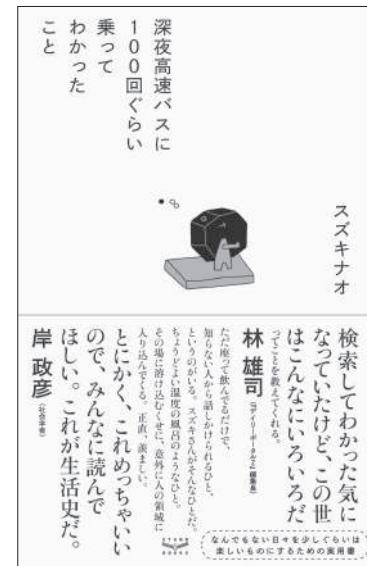 深夜高速バスに
100回ぐらい
乗って
わかった
こと
スズキナオ
検索してわかった気に
なっていたけど、この世
はこんなにいろいろだ
ってことを教えてくれる。
林 雄司
ただ座って飲んでるだけで、
知らない人から話しかけられるひと、
というのがいる。スズキさんがそんなひとだ。
ちょうどよい温度の風呂のようなひと。
その場に溶け込むくせに、意外に人の領域に
入り込んでくる。正直、羨ましい。
とにかく、これめっちゃいい
ので、みんなに読んで
ほしい。これが生活史だ。
岸 政彦(社会学者)
STAND
BOOKS
なんでもない日々を少しぐらいは
楽しいものにするための実用書